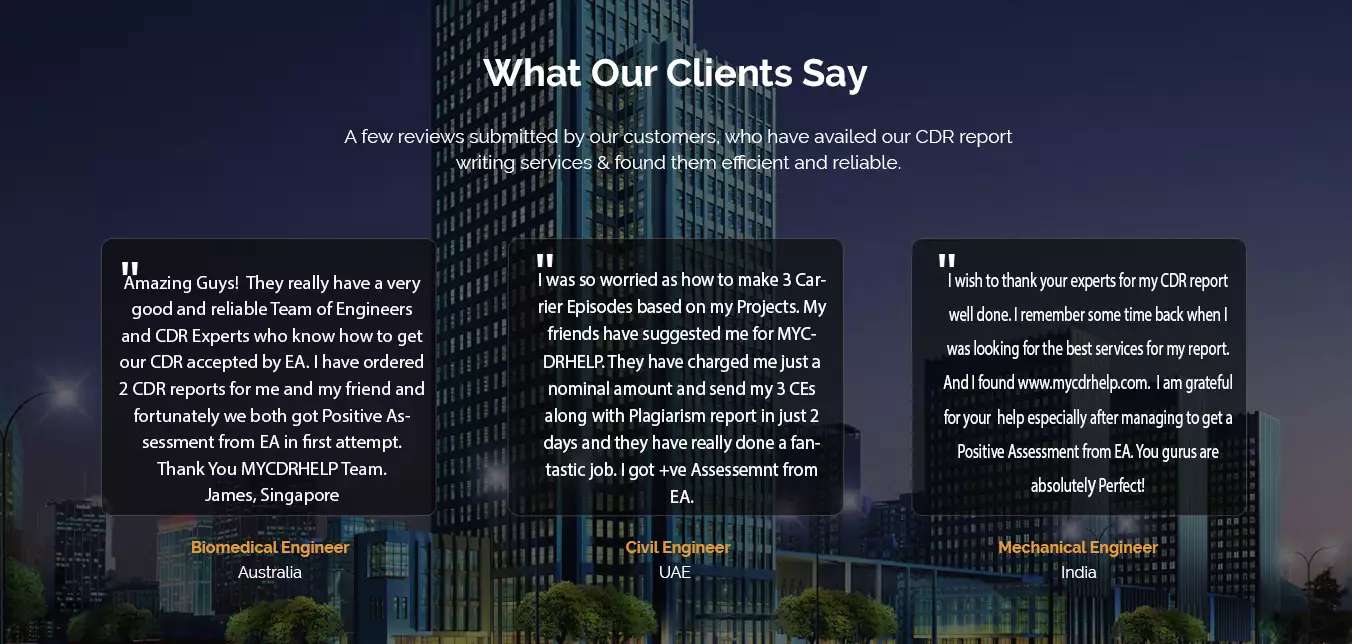 What Our Clients Say
A few reviews submitted by our customers, who have availed our CDR report
writing services & found them efficient and reliable.
"
Amazing Guys!  They really have a very
good and reliable Team of Engineers
and CDR Experts who know how to get
our CDR accepted by EA. I have ordered
2 CDR reports for me and my friend and
fortunately we both got Positive As-
sessment from EA in first attempt.
Thank You MYCDRHELP Team.
James, Singapore
Biomedical Engineer
Australia
"
I was so worried as how to make 3 Car-
rier Episodes based on my Projects. My
friends have suggested me for MYC-
DRHELP. They have charged me just a
nominal amount and send my 3 CEs
along with Plagiarism report in just 2
days and they have really done a fan-
tastic job. I got +ve Assessemnt from
EA.
Civil Engineer
UAE
"
I wish to thank your experts for my CDR report
well done. I remember some time back when I
was looking for the best services for my report.
And I found www.mycdrhelp.com.  I am grateful
for your  help especially after managing to get a
Positive Assessment from EA. You gurus are
absolutely Perfect!
Mechanical Engineer
India